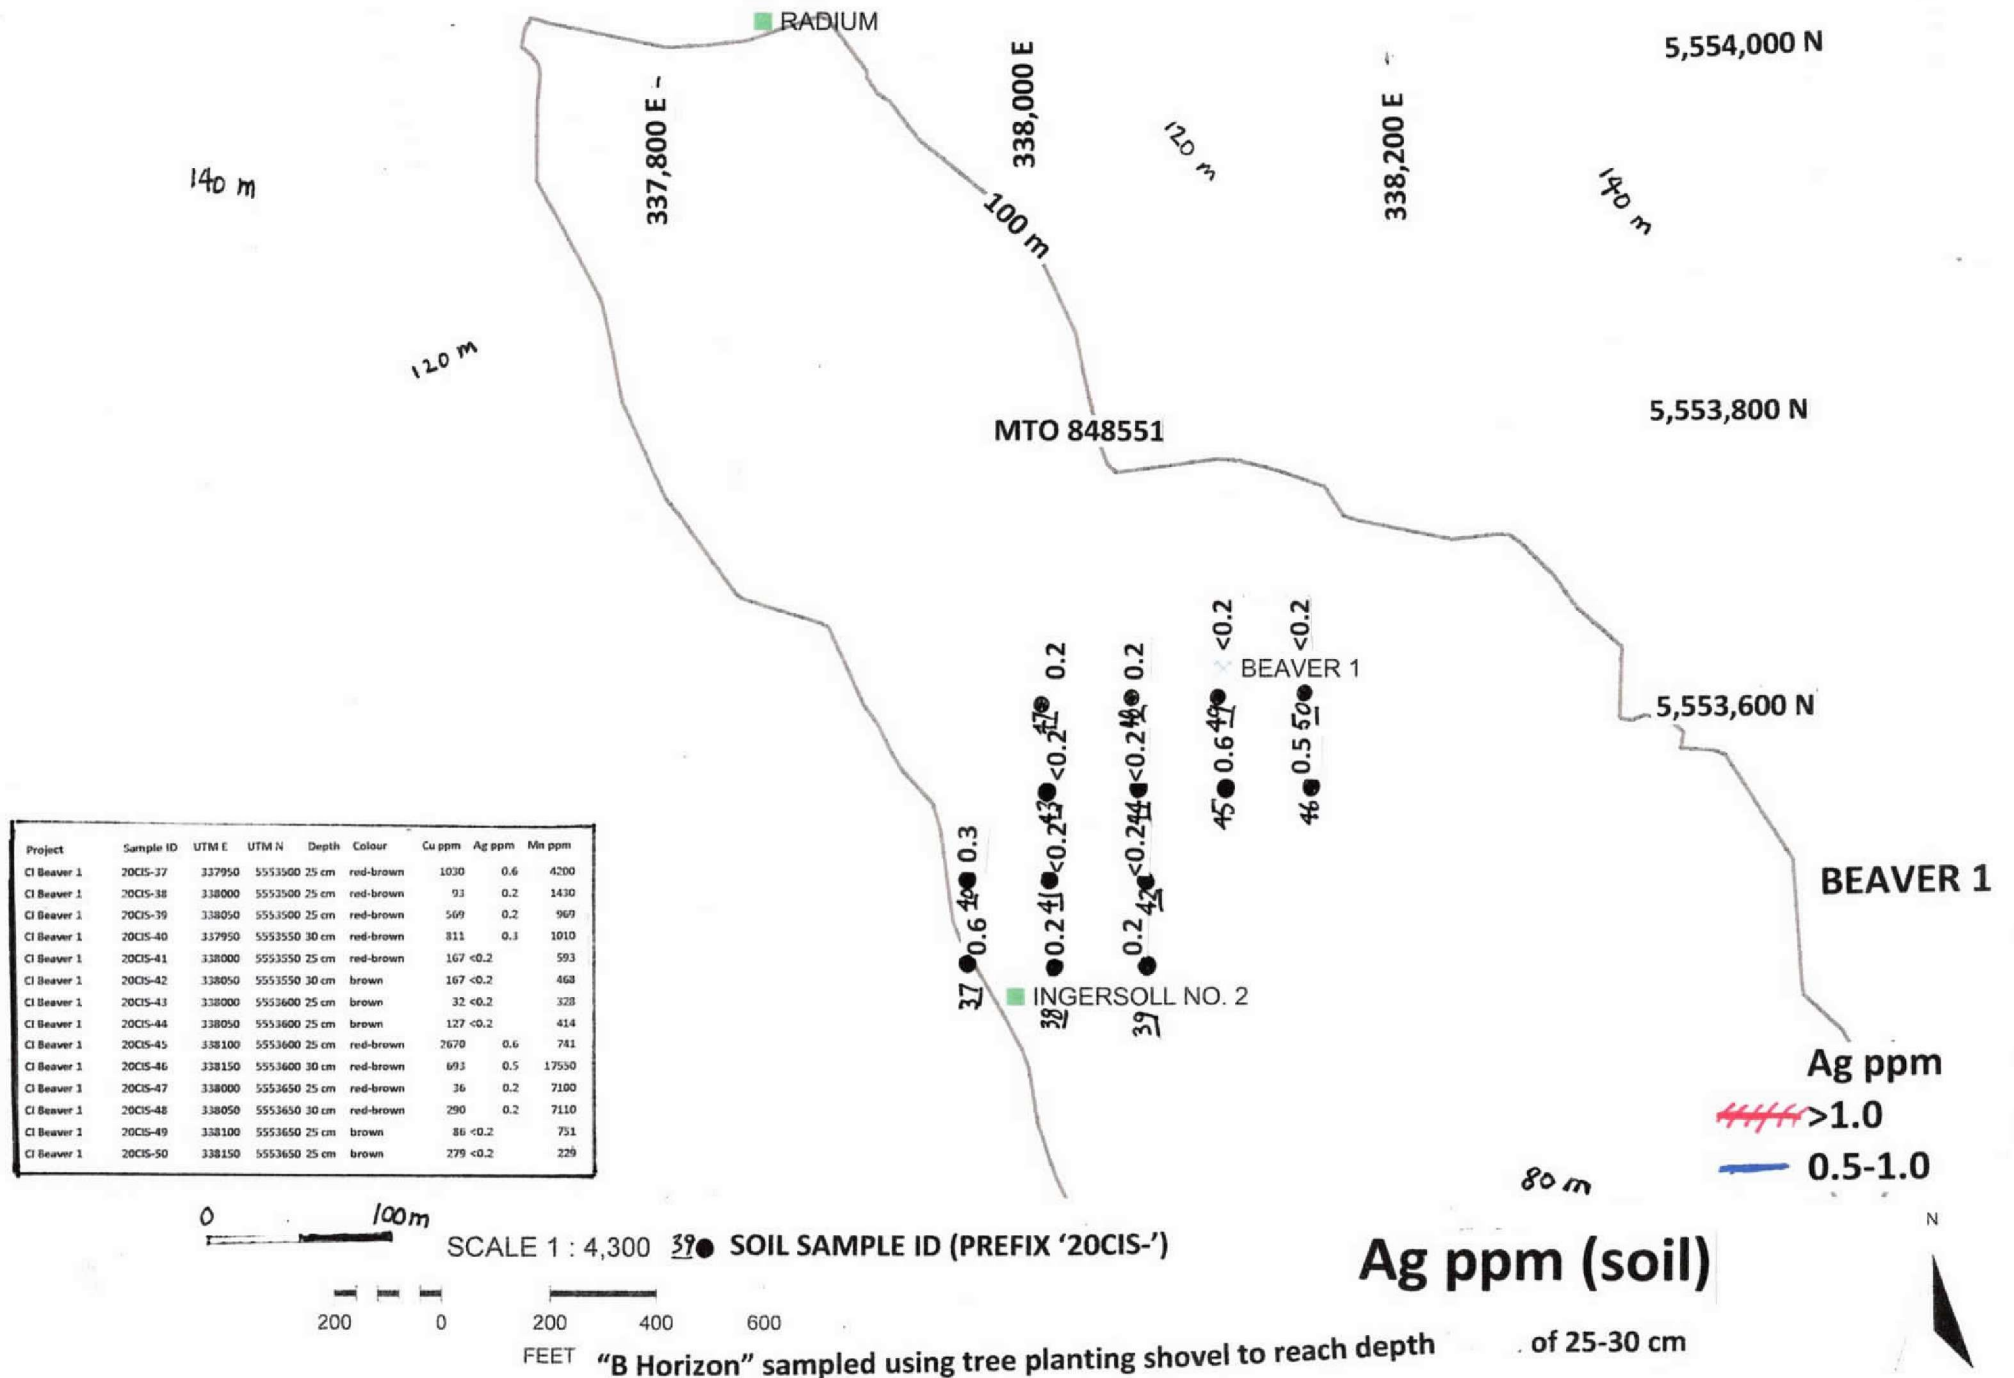 RADIUM
5,554,000 N
337,800 E -
338,000 E
120 m
338,200 E
140 m
140 m
100 m
120 m
MTO 848551
5,553,800 N
<0.2
<0.2
0.2
0.2
BEAVER 1
47
48
49
50
5,553,600 N
<0.2
<0.2
0.6
0.5
43
44
45
46
0.3
<0.2
<0.2
40
41
42
0.6
0.2
0.2
37
38
39
INGERSOLL NO. 2
BEAVER 1
Project Sample ID UTM E UTM N Depth Colour Cu ppm Ag ppm Mn ppm
CI Beaver 1 20CIS-37 337950 5553500 25 cm red-brown 1030 0.6 4200
CI Beaver 1 20CIS-38 338000 5553500 25 cm red-brown 93 0.2 1430
CI Beaver 1 20CIS-39 338050 5553500 25 cm red-brown 569 0.2 969
CI Beaver 1 20CIS-40 337950 5553550 30 cm red-brown 811 0.3 1010
CI Beaver 1 20CIS-41 338000 5553550 25 cm red-brown 167 <0.2 593
CI Beaver 1 20CIS-42 338050 5553550 30 cm brown 167 <0.2 468
CI Beaver 1 20CIS-43 338000 5553600 25 cm brown 32 <0.2 328
CI Beaver 1 20CIS-44 338050 5553600 25 cm brown 127 <0.2 414
CI Beaver 1 20CIS-45 338100 5553600 25 cm red-brown 2670 0.6 741
CI Beaver 1 20CIS-46 338150 5553600 30 cm red-brown 693 0.5 17550
CI Beaver 1 20CIS-47 338000 5553650 25 cm red-brown 36 0.2 7100
CI Beaver 1 20CIS-48 338050 5553650 30 cm red-brown 290 0.2 7110
CI Beaver 1 20CIS-49 338100 5553650 25 cm brown 86 <0.2 751
CI Beaver 1 20CIS-50 338150 5553650 25 cm brown 279 <0.2 229
Ag ppm
>1.0
0.5-1.0
80 m
0 100m
SCALE 1 : 4,300 39 SOIL SAMPLE ID (PREFIX '20CIS-')
Ag ppm (soil)
N
200 0 200 400 600
FEET
"B Horizon" sampled using tree planting shovel to reach depth of 25-30 cm